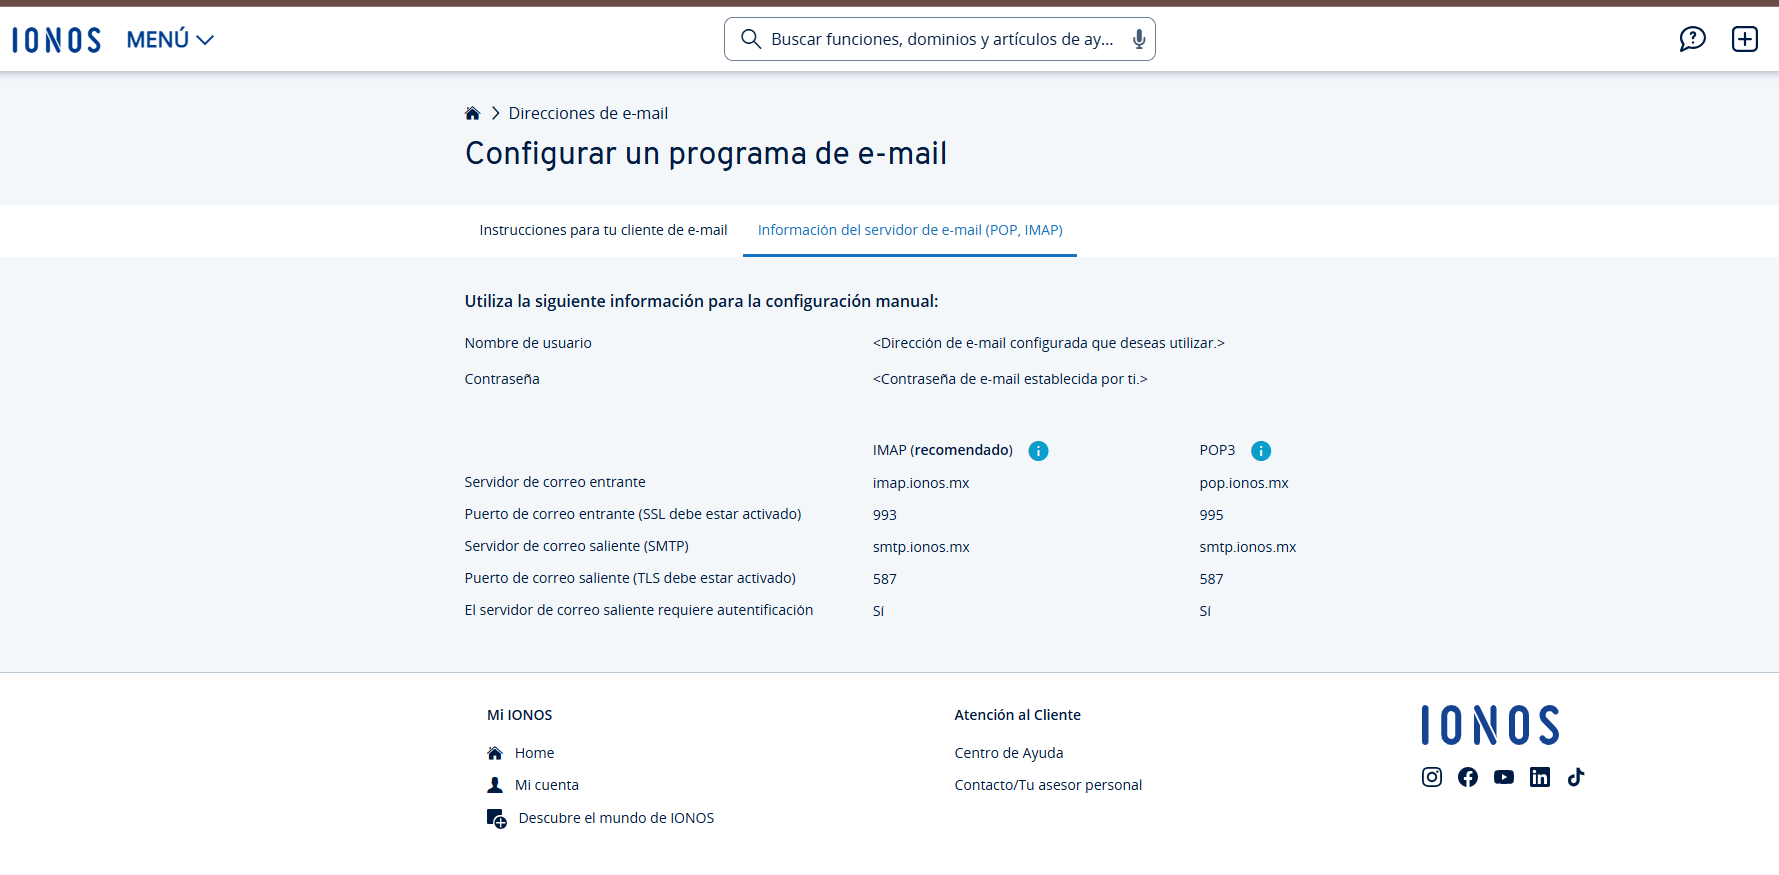 IONOS MENÚ Buscar funciones, dominios y artículos de ay...
Direcciones de e-mail
Configurar un programa de e-mail
Instrucciones para tu cliente de e-mail Información del servidor de e-mail (POP, IMAP)
Utiliza la siguiente información para la configuración manual:
Nombre de usuario <Dirección de e-mail configurada que deseas utilizar.>
Contraseña <Contraseña de e-mail establecida por ti.>
IMAP (recomendado) POP3
Servidor de correo entrante imap.ionos.mx pop.ionos.mx
Puerto de correo entrante (SSL debe estar activado) 993 995
Servidor de correo saliente (SMTP) smtp.ionos.mx smtp.ionos.mx
Puerto de correo saliente (TLS debe estar activado) 587 587
El servidor de correo saliente requiere autentificación Sí Sí
Mi IONOS Atención al Cliente IONOS
Home Centro de Ayuda
Mi cuenta Contacto/Tu asesor personal
Descubre el mundo de IONOS